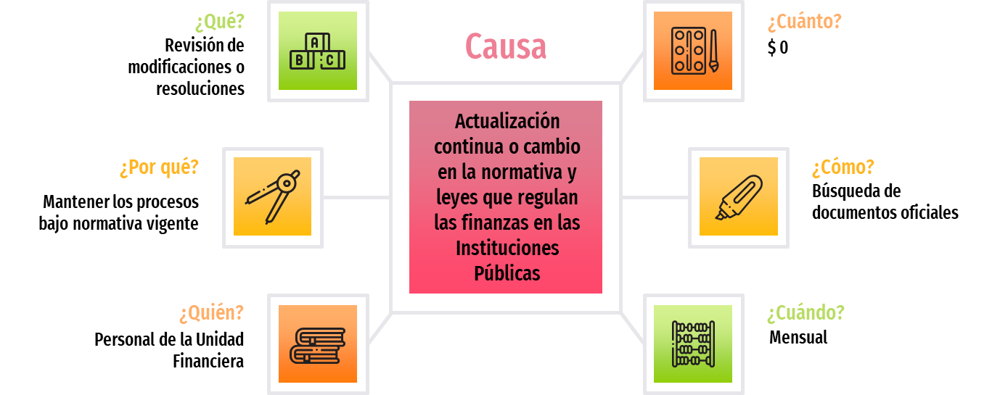 Causa
¿Qué?
Revisión de
modificaciones o
resoluciones
A
B C
¿Por qué?
Mantener los procesos
bajo normativa vigente
¿Quién?
Personal de la Unidad
Financiera
Actualización
continua o cambio
en la normativa y
leyes que regulan
las finanzas en las
Instituciones
Públicas
¿Cuánto?
$ 0
¿Cómo?
Búsqueda de
documentos oficiales
¿Cuándo?
Mensual